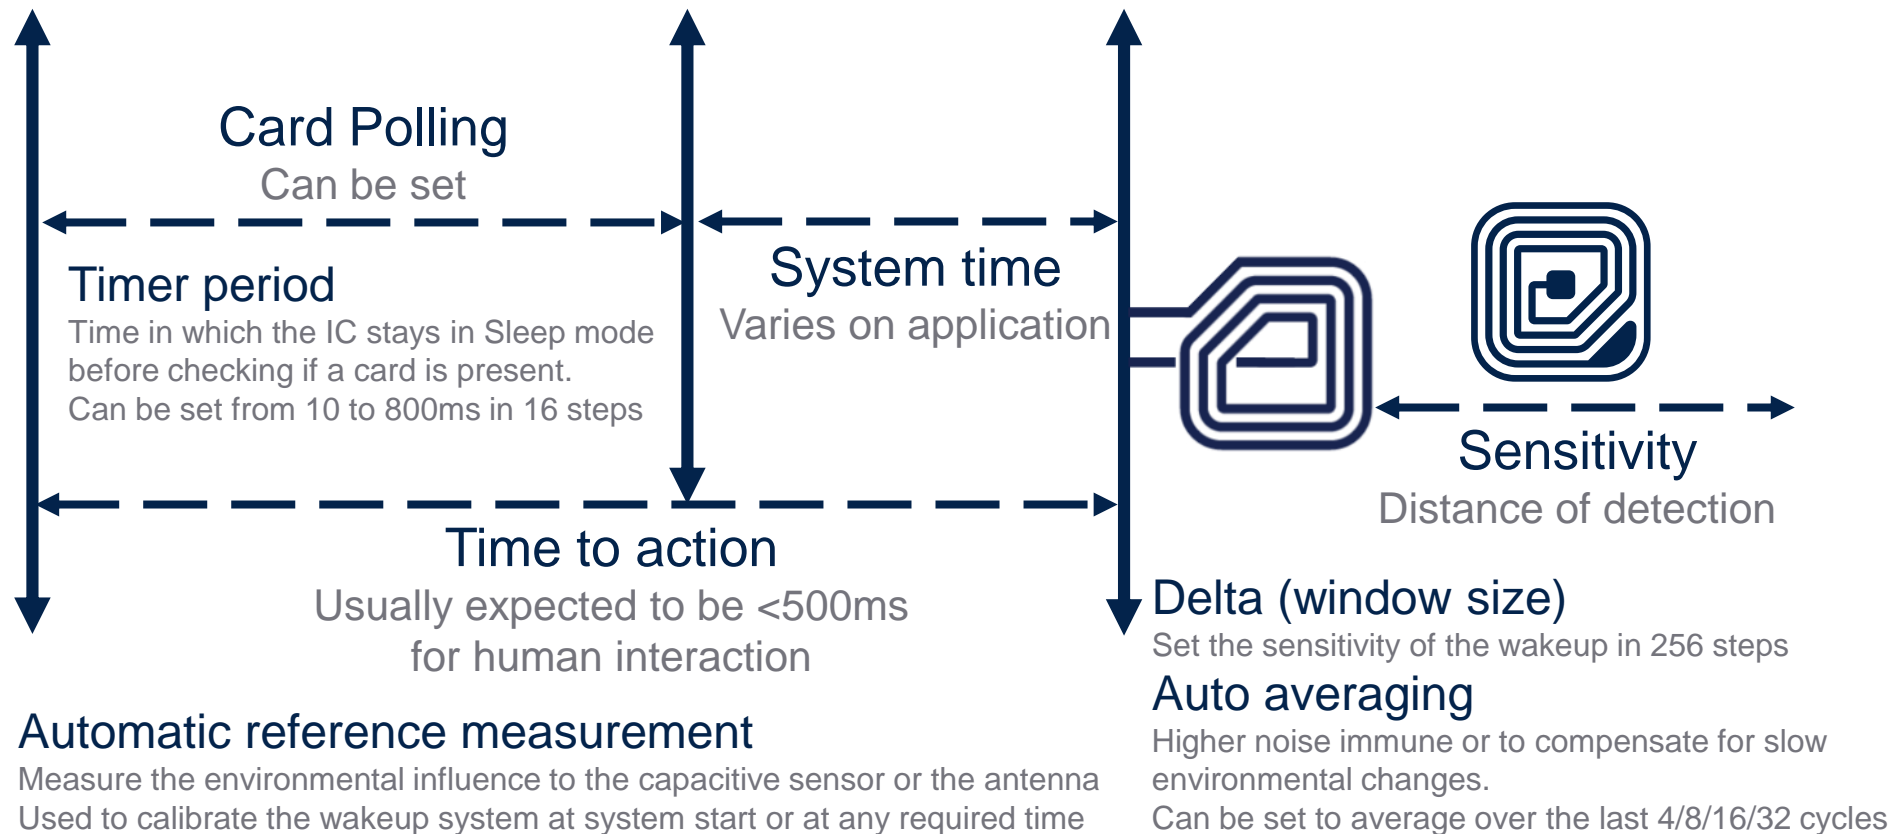 Card Polling
Can be set
Timer period
Time in which the IC stays in Sleep mode
before checking if a card is present.
Can be set from 10 to 800ms in 16 steps
System time
Varies on application
Sensitivity
Distance of detection
Time to action
Usually expected to be <500ms
for human interaction
Automatic reference measurement
Measure the environmental influence to the capacitive sensor or the antenna
Used to calibrate the wakeup system at system start or at any required time
Delta (window size)
Set the sensitivity of the wakeup in 256 steps
Auto averaging
Higher noise immune or to compensate for slow
environmental changes.
Can be set to average over the last 4/8/16/32 cycles